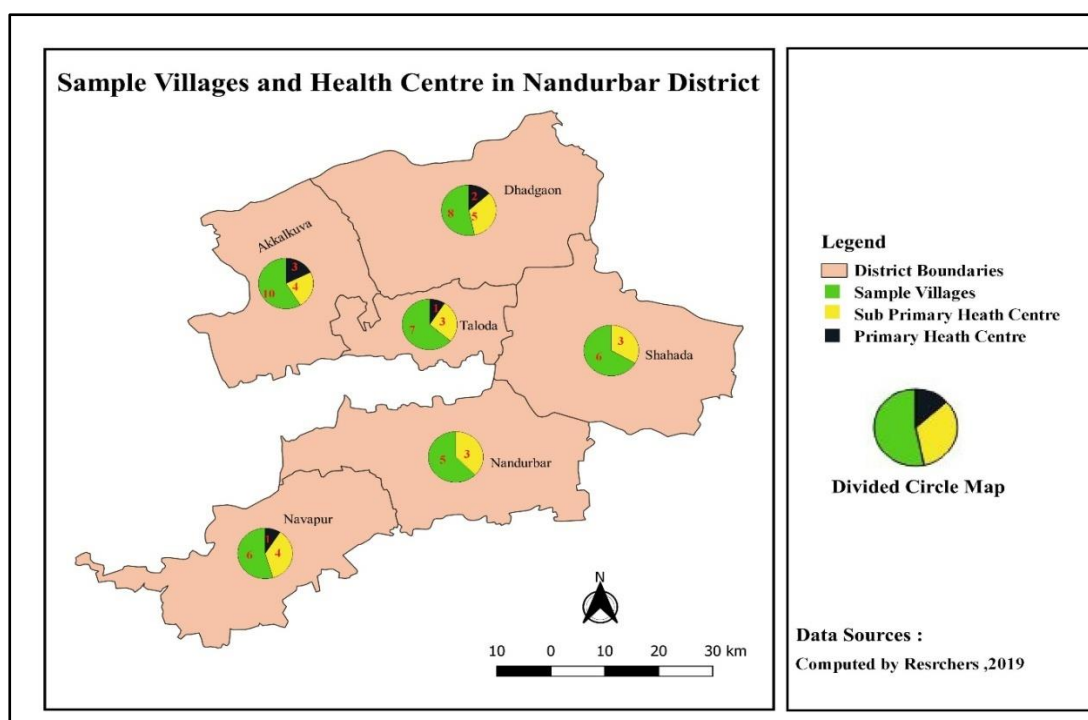 Sample Villages and Health Centre in Nandurbar District
Dhadgaon
2
8
5
Akkalkuva
3
10
4
Taloda
1
7
3
Shahada
3
6
Nandurbar
5
3
Navapur
1
6
4
N
10 0 10 20 30 km
Legend
District Boundaries
Sample Villages
Sub Primary Heath Centre
Primary Heath Centre
Divided Circle Map
Data Sources :
Computed by Resrchers ,2019